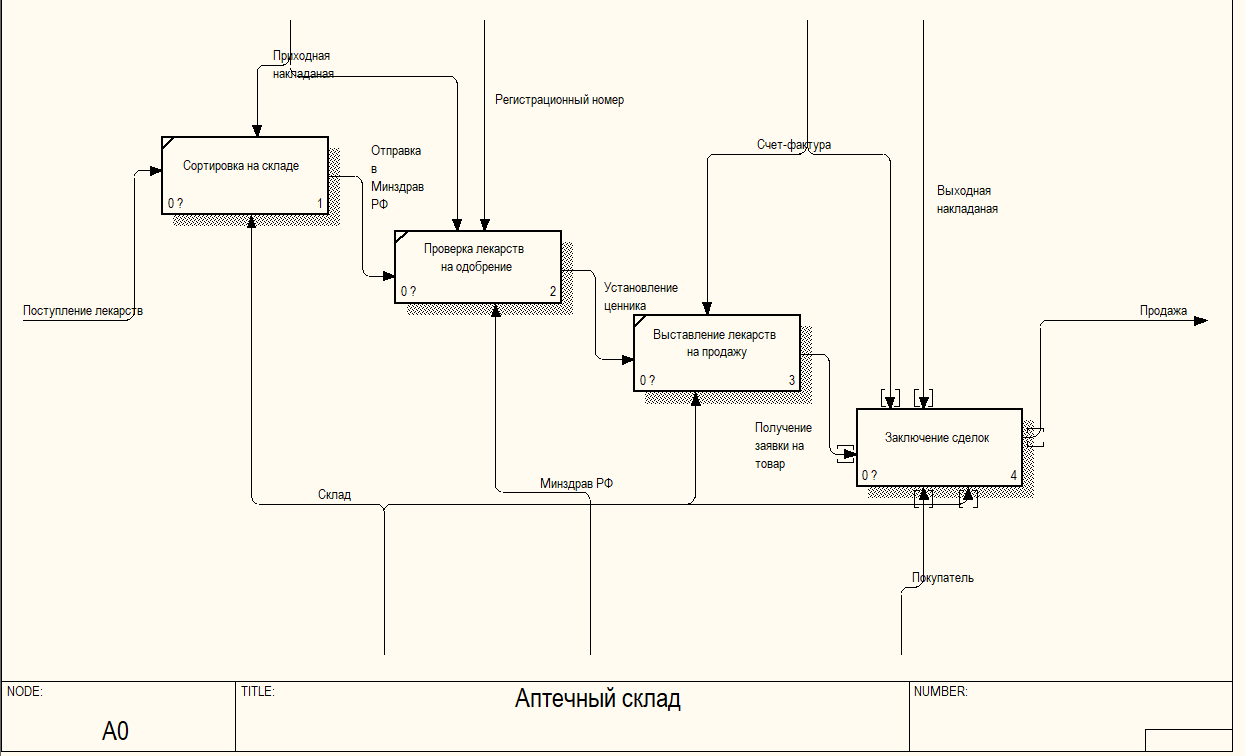 Приходная
накладаная
Регистрационный номер
Счет-фактура
Выходная
накладаная
Сортировка на складе
0 ?
1
Отправка
в
Минздрав
РФ
Проверка лекарств
на одобрение
0 ?
2
Поступление лекарств
Установление
ценника
Выставление лекарств
на продажу
0 ?
3
Продажа
Получение
заявки на
товар
Заключение сделок
0 ?
4
Склад
Минздрав РФ
Покупатель
NODE:
A0
TITLE:
Аптечный склад
NUMBER: